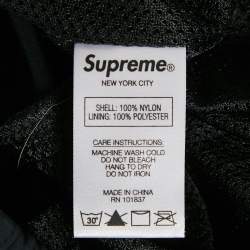 Supreme®
NEW YORK CITY
SHELL: 100% NYLON
LINING: 100% POLYESTER
CARE INSTRUCTIONS:
MACHINE WASH COLD
DO NOT BLEACH
HANG TO DRY
DO NOT IRON
MADE IN CHINA
RN 101837
30°